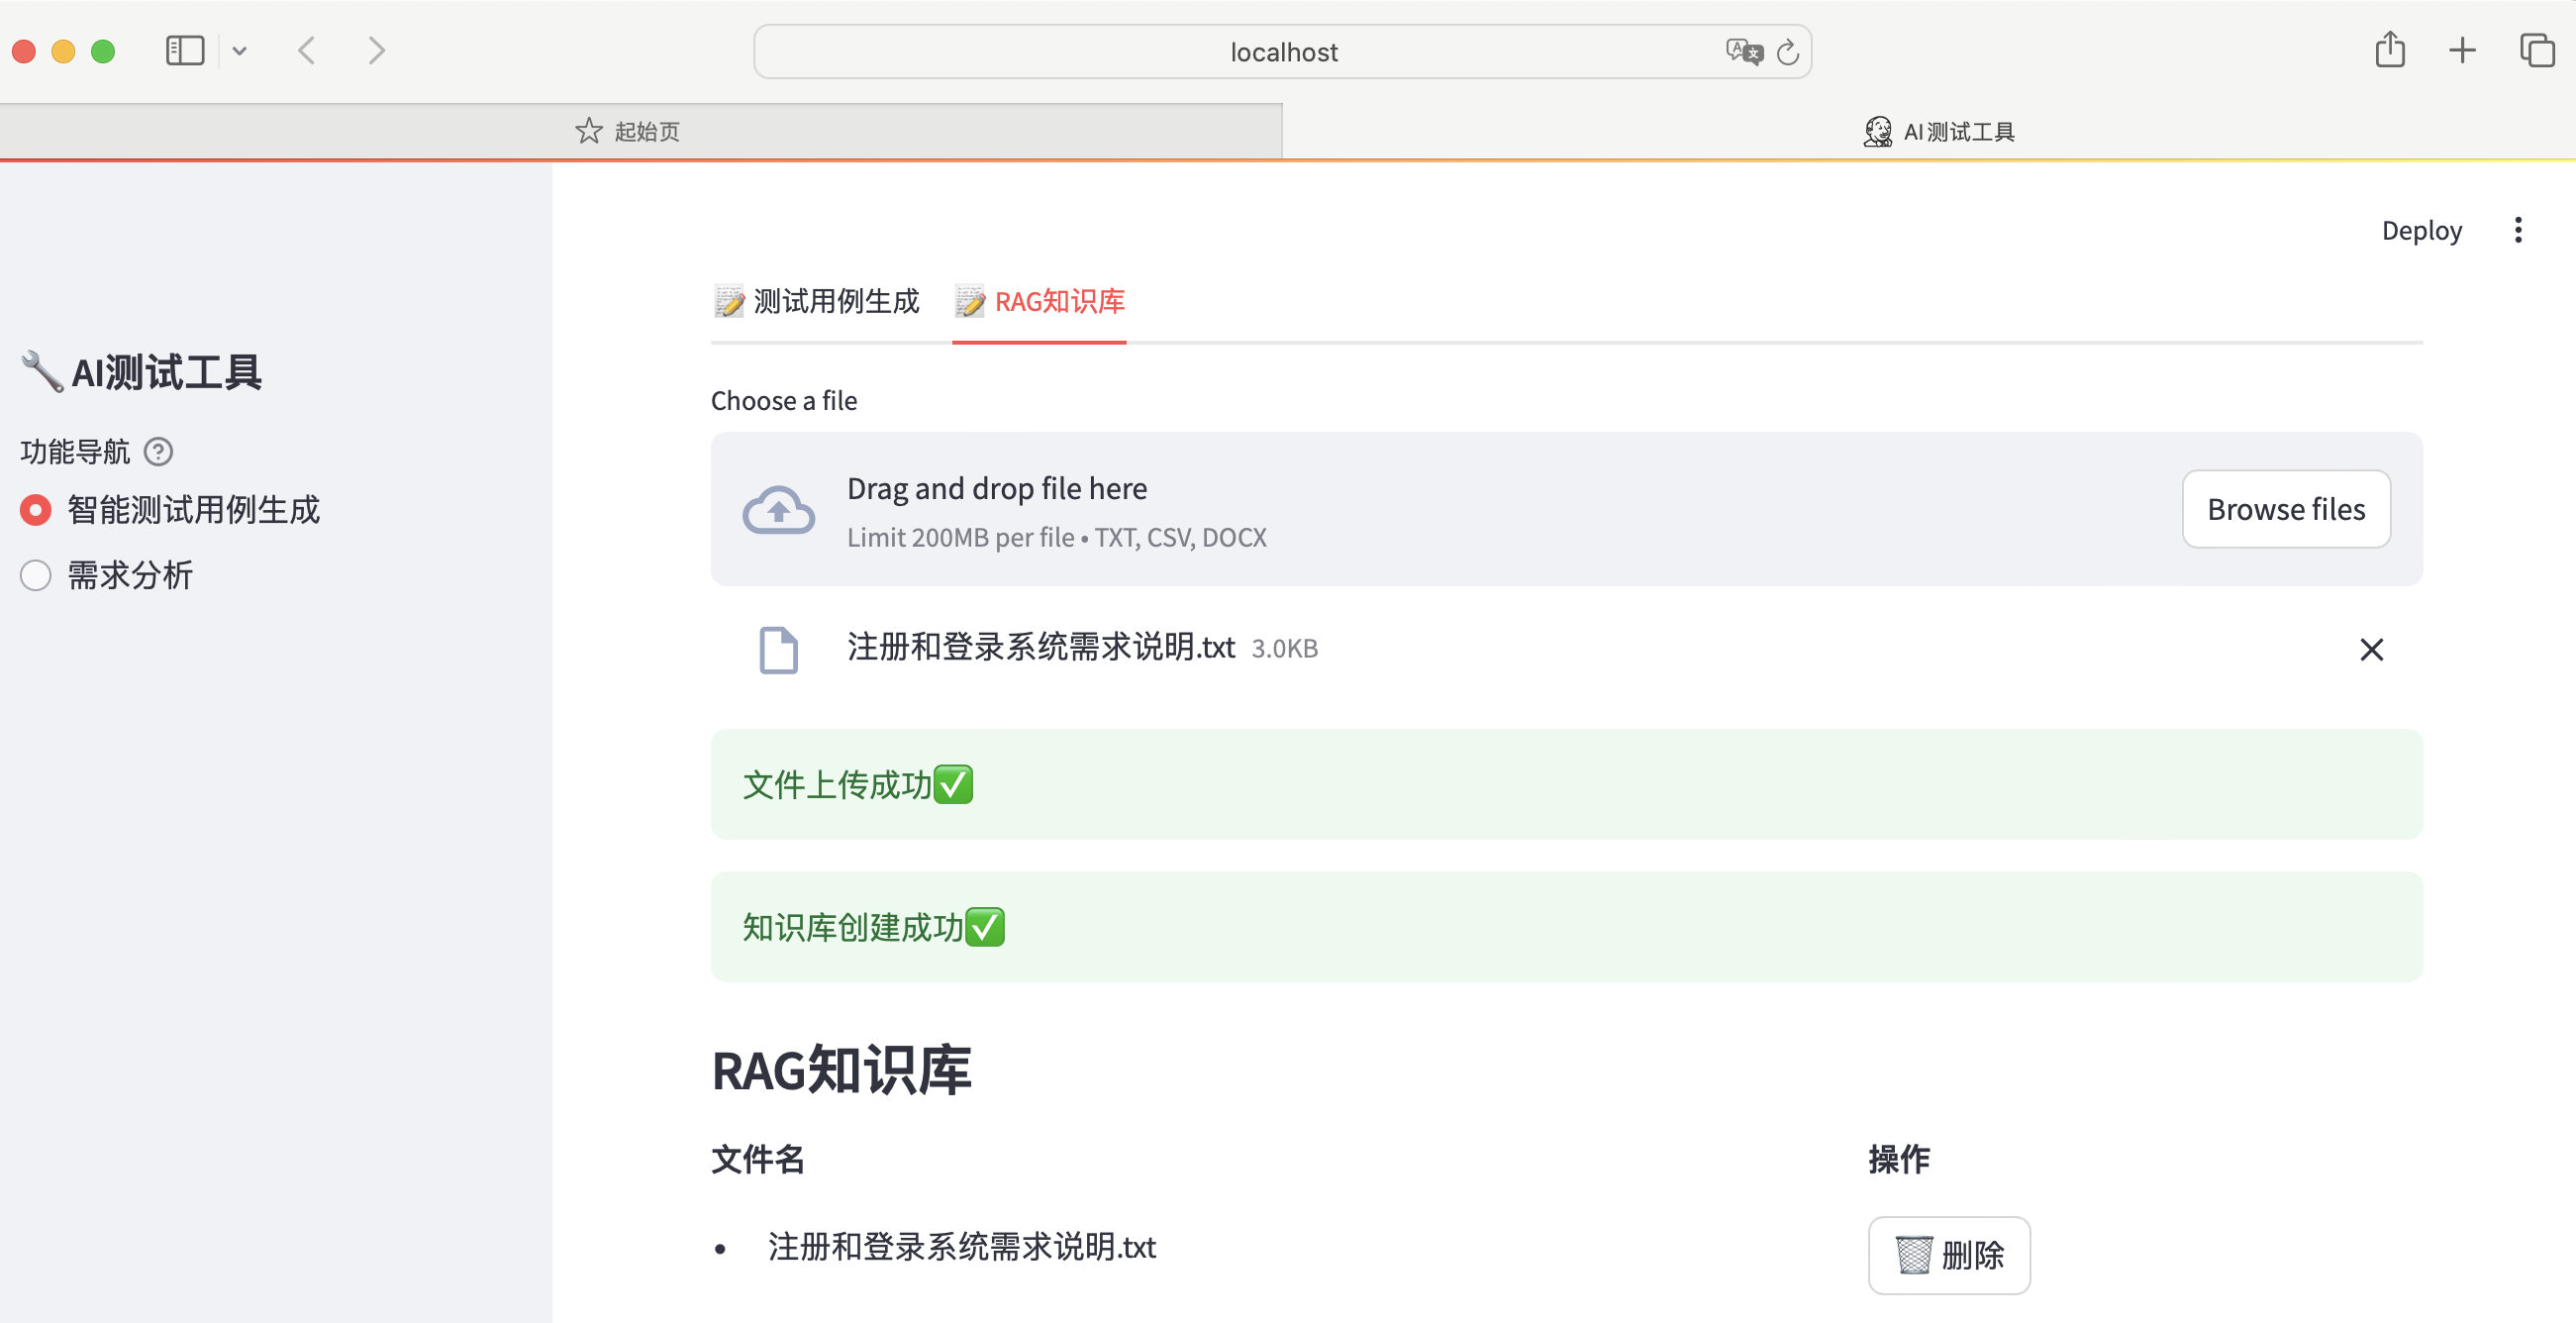 localhost
起始页
AI 测试工具
Deploy
测试用例生成
RAG知识库
AI测试工具
功能导航
智能测试用例生成
需求分析
Choose a file
Drag and drop file here
Limit 200MB per file • TXT, CSV, DOCX
Browse files
注册和登录系统需求说明.txt 3.0KB
文件上传成功✅
知识库创建成功✅
RAG知识库
文件名
操作
• 注册和登录系统需求说明.txt
删除